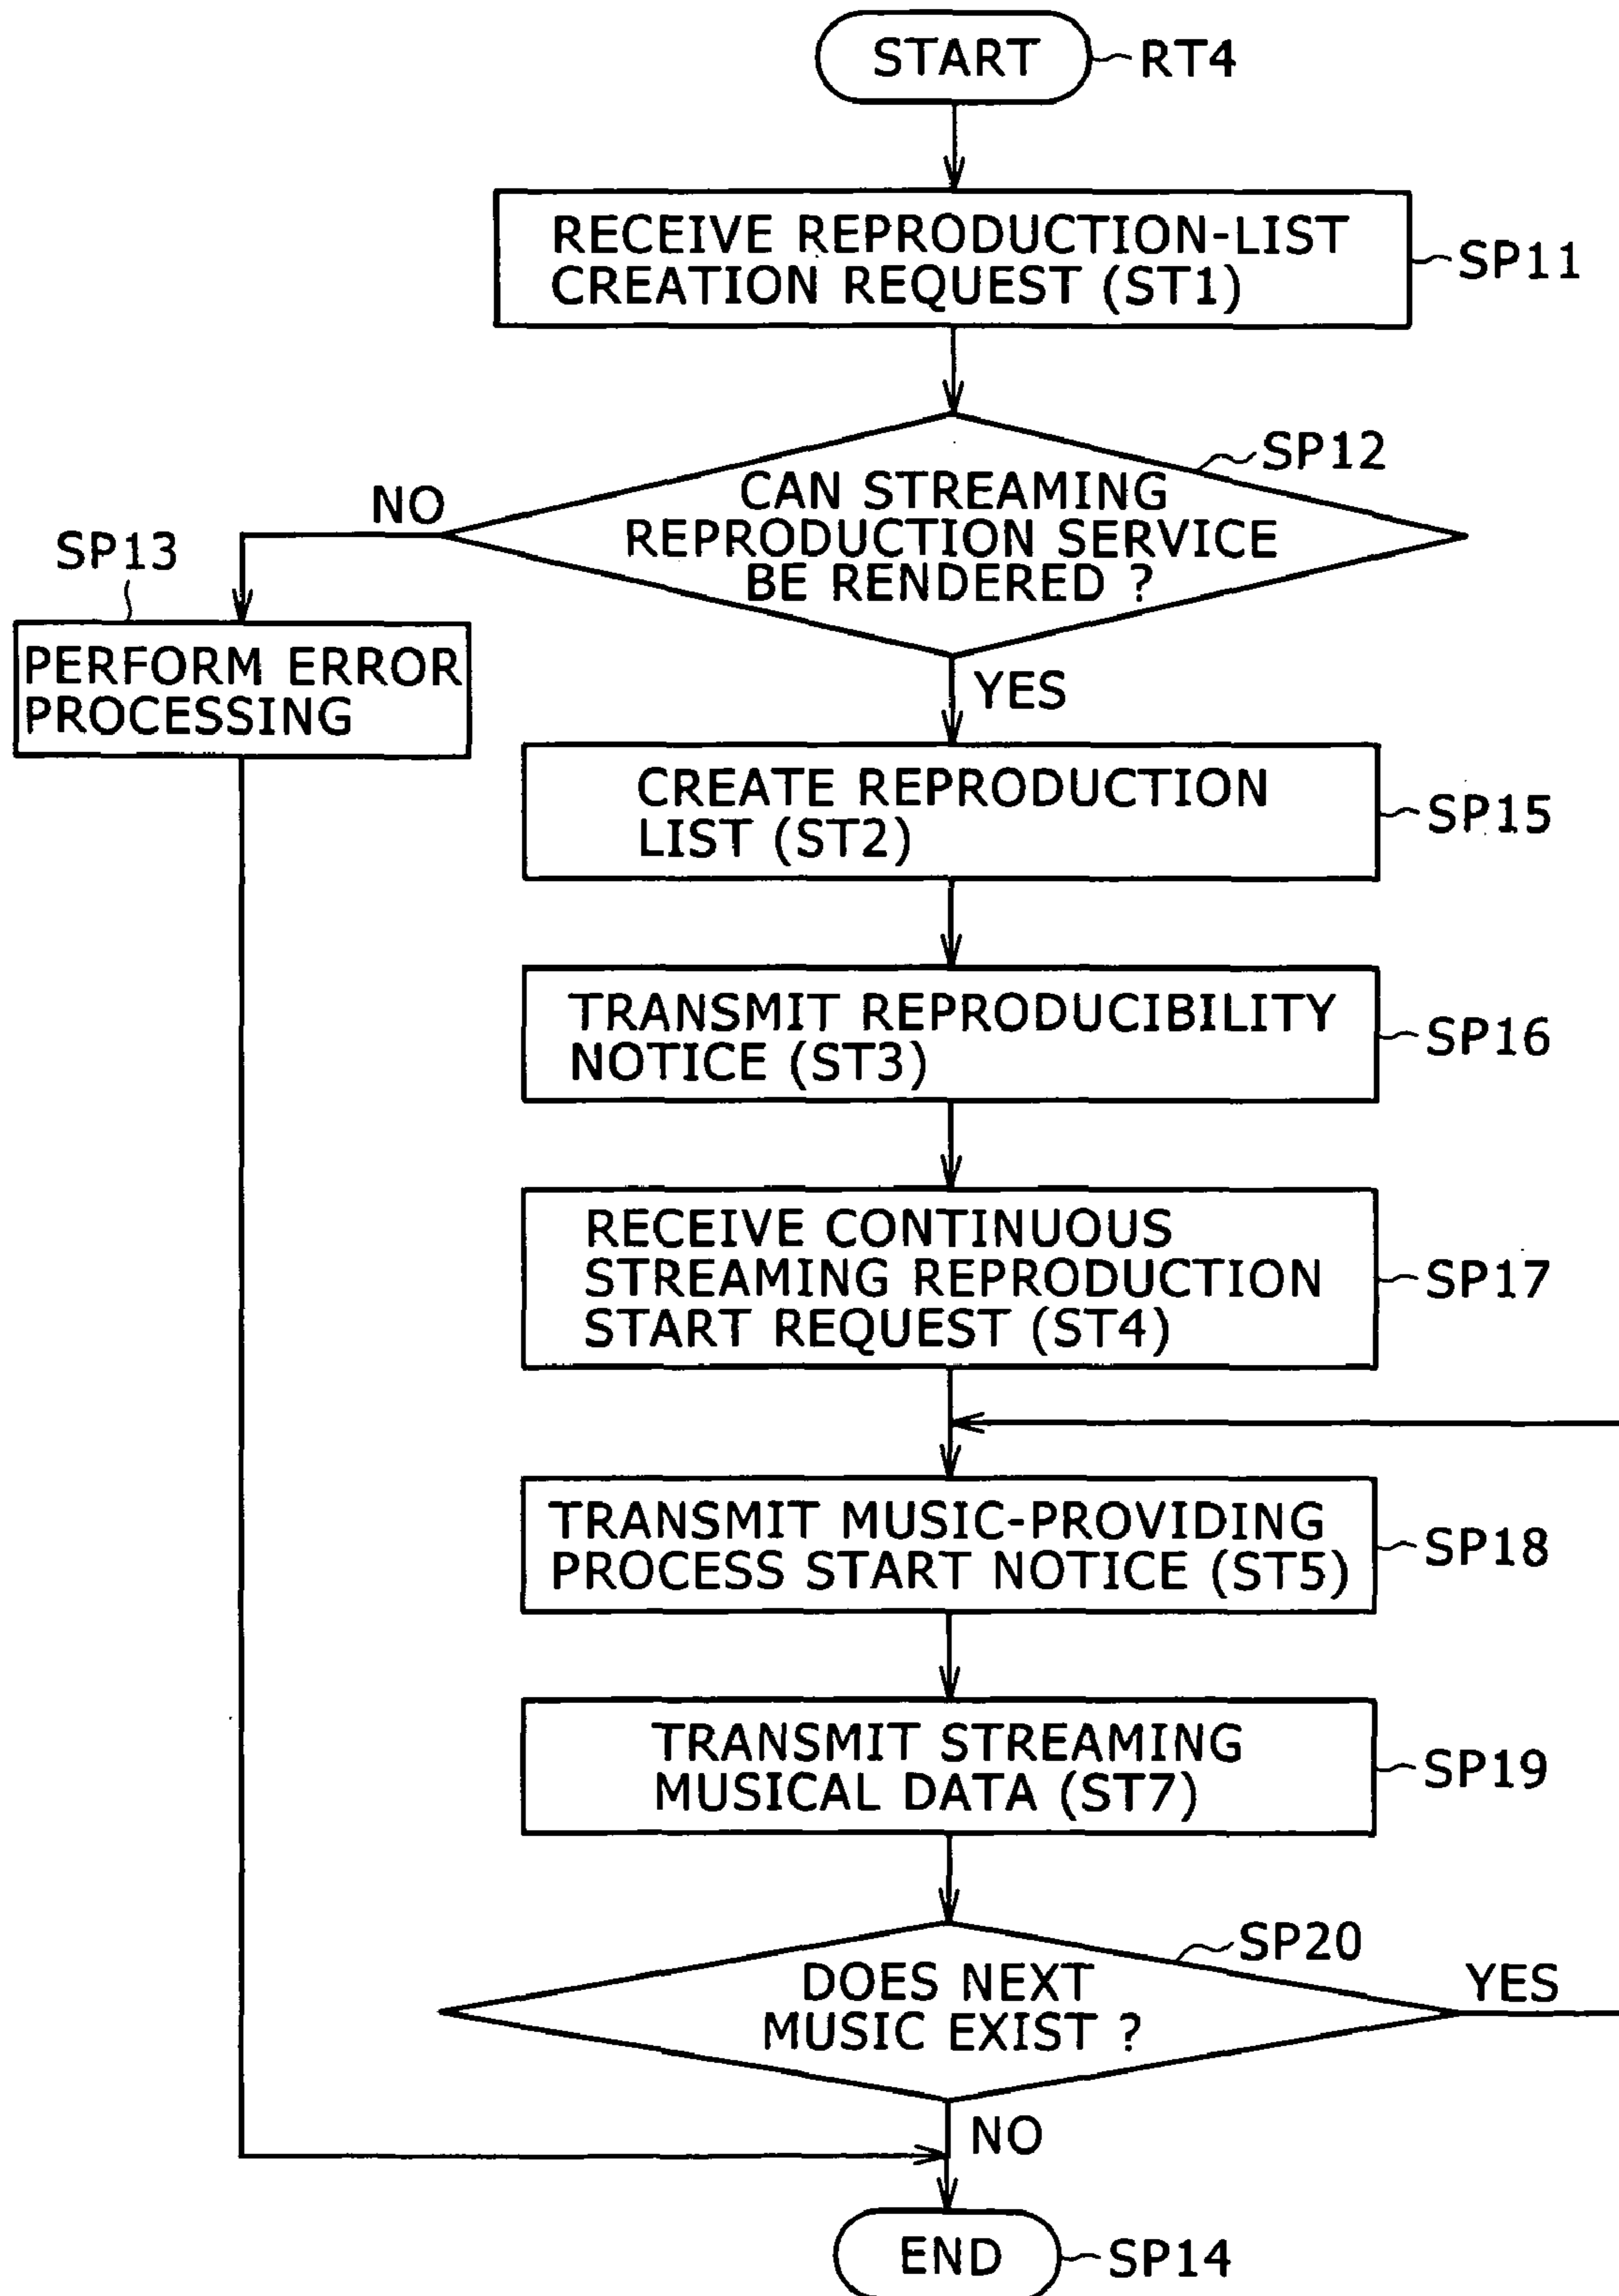 START
RT4
RECEIVE REPRODUCTION-LIST
CREATION REQUEST (ST1)
SP11
SP12
CAN STREAMING
REPRODUCTION SERVICE
BE RENDERED ?
NO
SP13
PERFORM ERROR
PROCESSING
YES
CREATE REPRODUCTION
LIST (ST2)
SP15
TRANSMIT REPRODUCIBILITY
NOTICE (ST3)
SP16
RECEIVE CONTINUOUS
STREAMING REPRODUCTION
START REQUEST (ST4)
SP17
TRANSMIT MUSIC-PROVIDING
PROCESS START NOTICE (ST5)
SP18
TRANSMIT STREAMING
MUSICAL DATA (ST7)
SP19
SP20
DOES NEXT
MUSIC EXIST ?
YES
NO
END
SP14